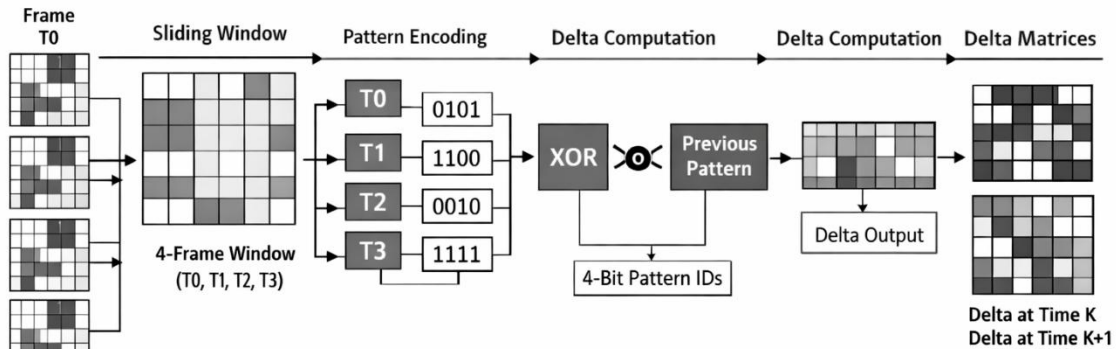 Frame
T0
Sliding Window
Pattern Encoding
Delta Computation
Delta Computation
Delta Matrices
T0
0101
T1
1100
T2
0010
T3
1111
XOR
O
Previous
Pattern
4-Frame Window
(T0, T1, T2, T3)
4-Bit Pattern IDs
Delta Output
Delta at Time K
Delta at Time K+1